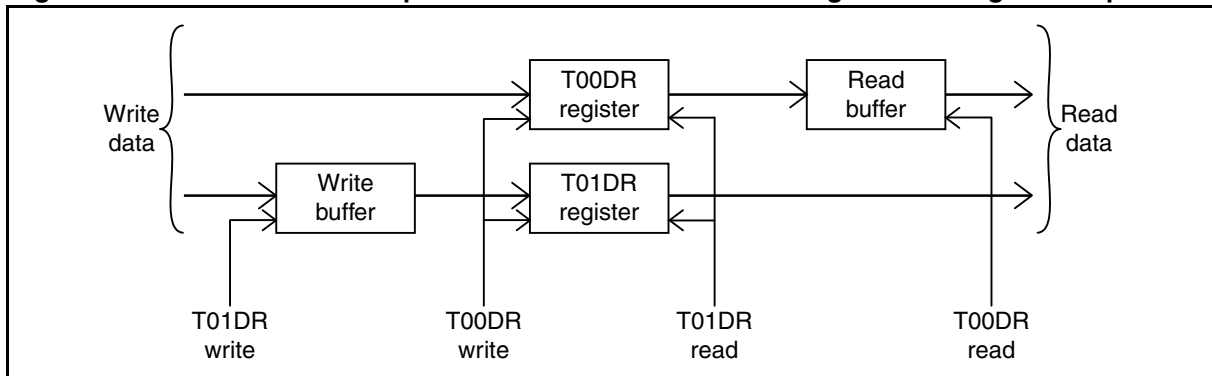 Write
data
T00DR
register
Read
buffer
Read
data
Write
buffer
T01DR
register
T01DR
write
T00DR
write
T01DR
read
T00DR
read